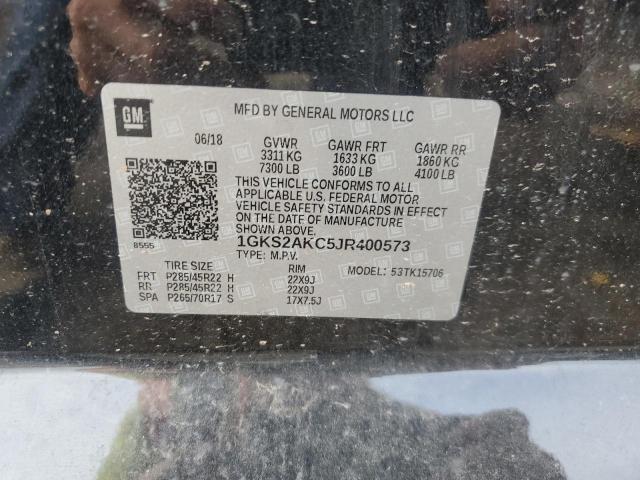 GM
MFD BY GENERAL MOTORS LLC
06/18 GVWR GAWR FRT GAWR RR
3311 KG 1633 KG 1860 KG
7300 LB 3600 LB 4100 LB
THIS VEHICLE CONFORMS TO ALL
APPLICABLE U.S. FEDERAL MOTOR
VEHICLE SAFETY STANDARDS IN EFFECT
ON THE DATE OF MANUFACTURE
SHOWN ABOVE.
8555 1GKS2AKC5JR400573
TYPE: M.P.V.
TIRE SIZE RIM MODEL: 53TK15706
FRT P285/45R22 H 22X9J
RR P285/45R22 H 22X9J
SPA P265/70R17 S 17X7.5J